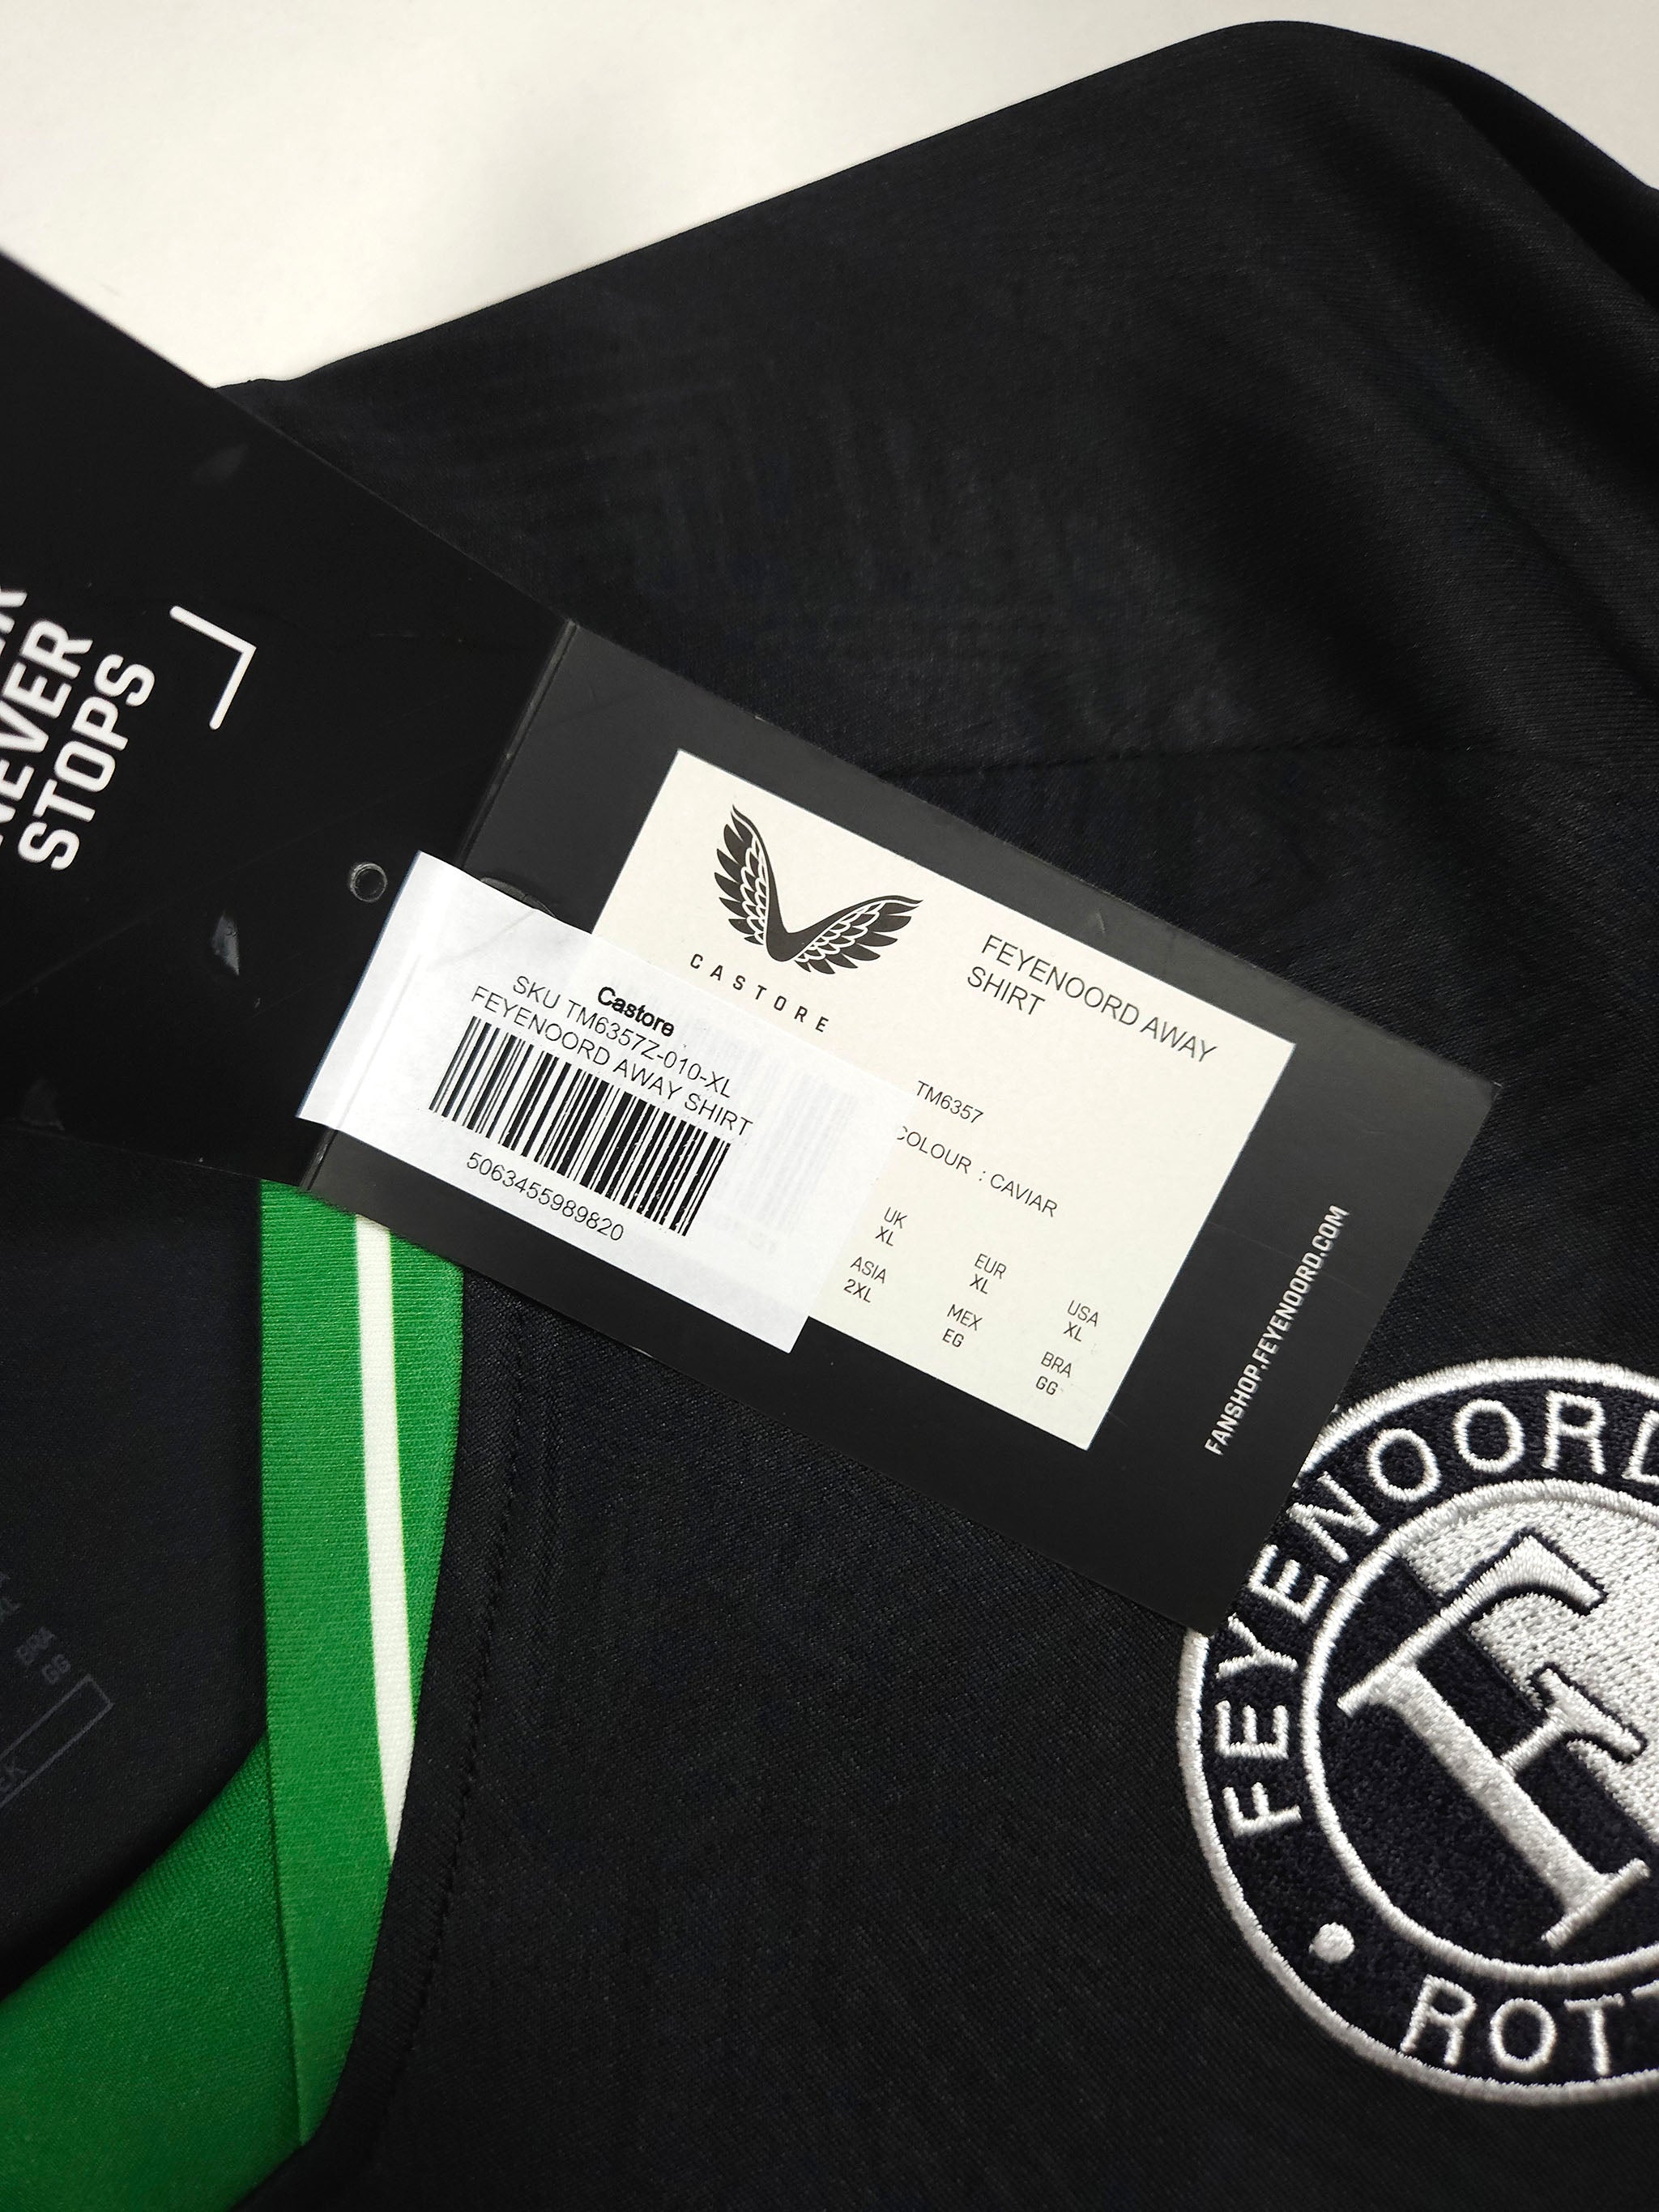 NEVER
STOPS
CASTORE
FEYENOORD AWAY
SHIRT
TM6357
COLOUR : CAVIAR
UK
XL
EUR
XL
USA
XL
ASIA
2XL
MEX
EG
BRA
GG
Castore
SKU TM6357Z-010-XL
FEYENOORD AWAY SHIRT
5063455989820
FANSHOP.FEYENOORD.COM
FEYENOORD
F
ROTT
BRA
GG